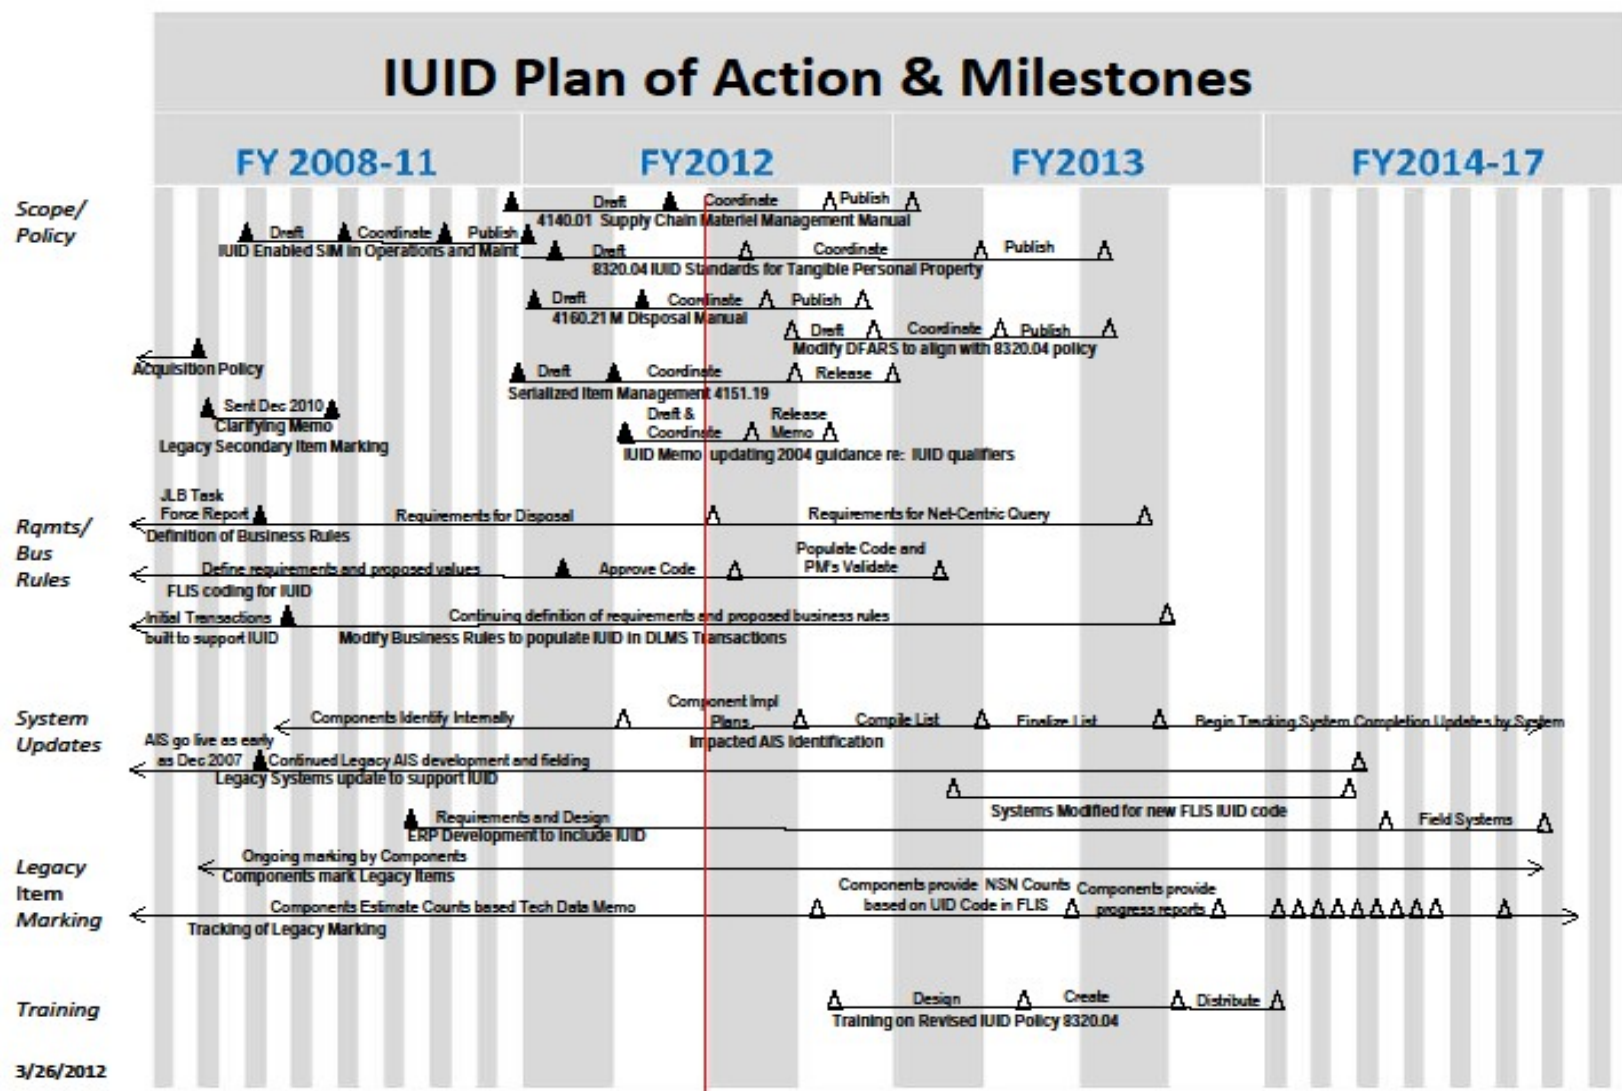 IUID Plan of Action & Milestones
FY 2008-11 FY2012 FY2013 FY2014-17
Scope/
Policy
Draft Coordinate Publish
4140.01 Supply Chain Materiel Management Manual
Draft Coordinate Publish
IUID Enabled SIM in Operations and Maint
Draft Coordinate Publish
8320.04 IUID Standards for Tangible Personal Property
Draft Coordinate Publish
4160.21 M Disposal Manual
Draft Coordinate Publish
Modify DFARS to align with 8320.04 policy
Acquisition Policy
Draft Coordinate Release
Serialized Item Management 4151.19
Sent Dec 2010
Clarifying Memo
Legacy Secondary Item Marking
Draft & Release
Coordinate Memo
IUID Memo updating 2004 guidance re: IUID qualifiers
Rqmts/
Bus
Rules
JLB Task
Force Report Requirements for Disposal Requirements for Net-Centric Query
Definition of Business Rules
Populate Code and
Define requirements and proposed values Approve Code PM's Validate
FLIS coding for IUID
Initial Transactions Continuing definition of requirements and proposed business rules
built to support IUID Modify Business Rules to populate IUID in DLMS Transactions
System
Updates
Component Impl
Components Identify Internally Plans Compile List Finalize List Begin Tracking System Completion Updates by System
Impacted AIS Identification
AIS go live as early
as Dec 2007 Continued Legacy AIS development and fielding
Legacy Systems update to support IUID
Systems Modified for new FLIS IUID code
Requirements and Design Field Systems
ERP Development to Include IUID
Legacy
Item
Marking
Ongoing marking by Components
Components mark Legacy Items
Components provide NSN Counts Components provide
Components Estimate Counts based Tech Data Memo based on UID Code in FLIS progress reports
Tracking of Legacy Marking
Training
Design Create Distribute
Training on Revised IUID Policy 8320.04
3/26/2012